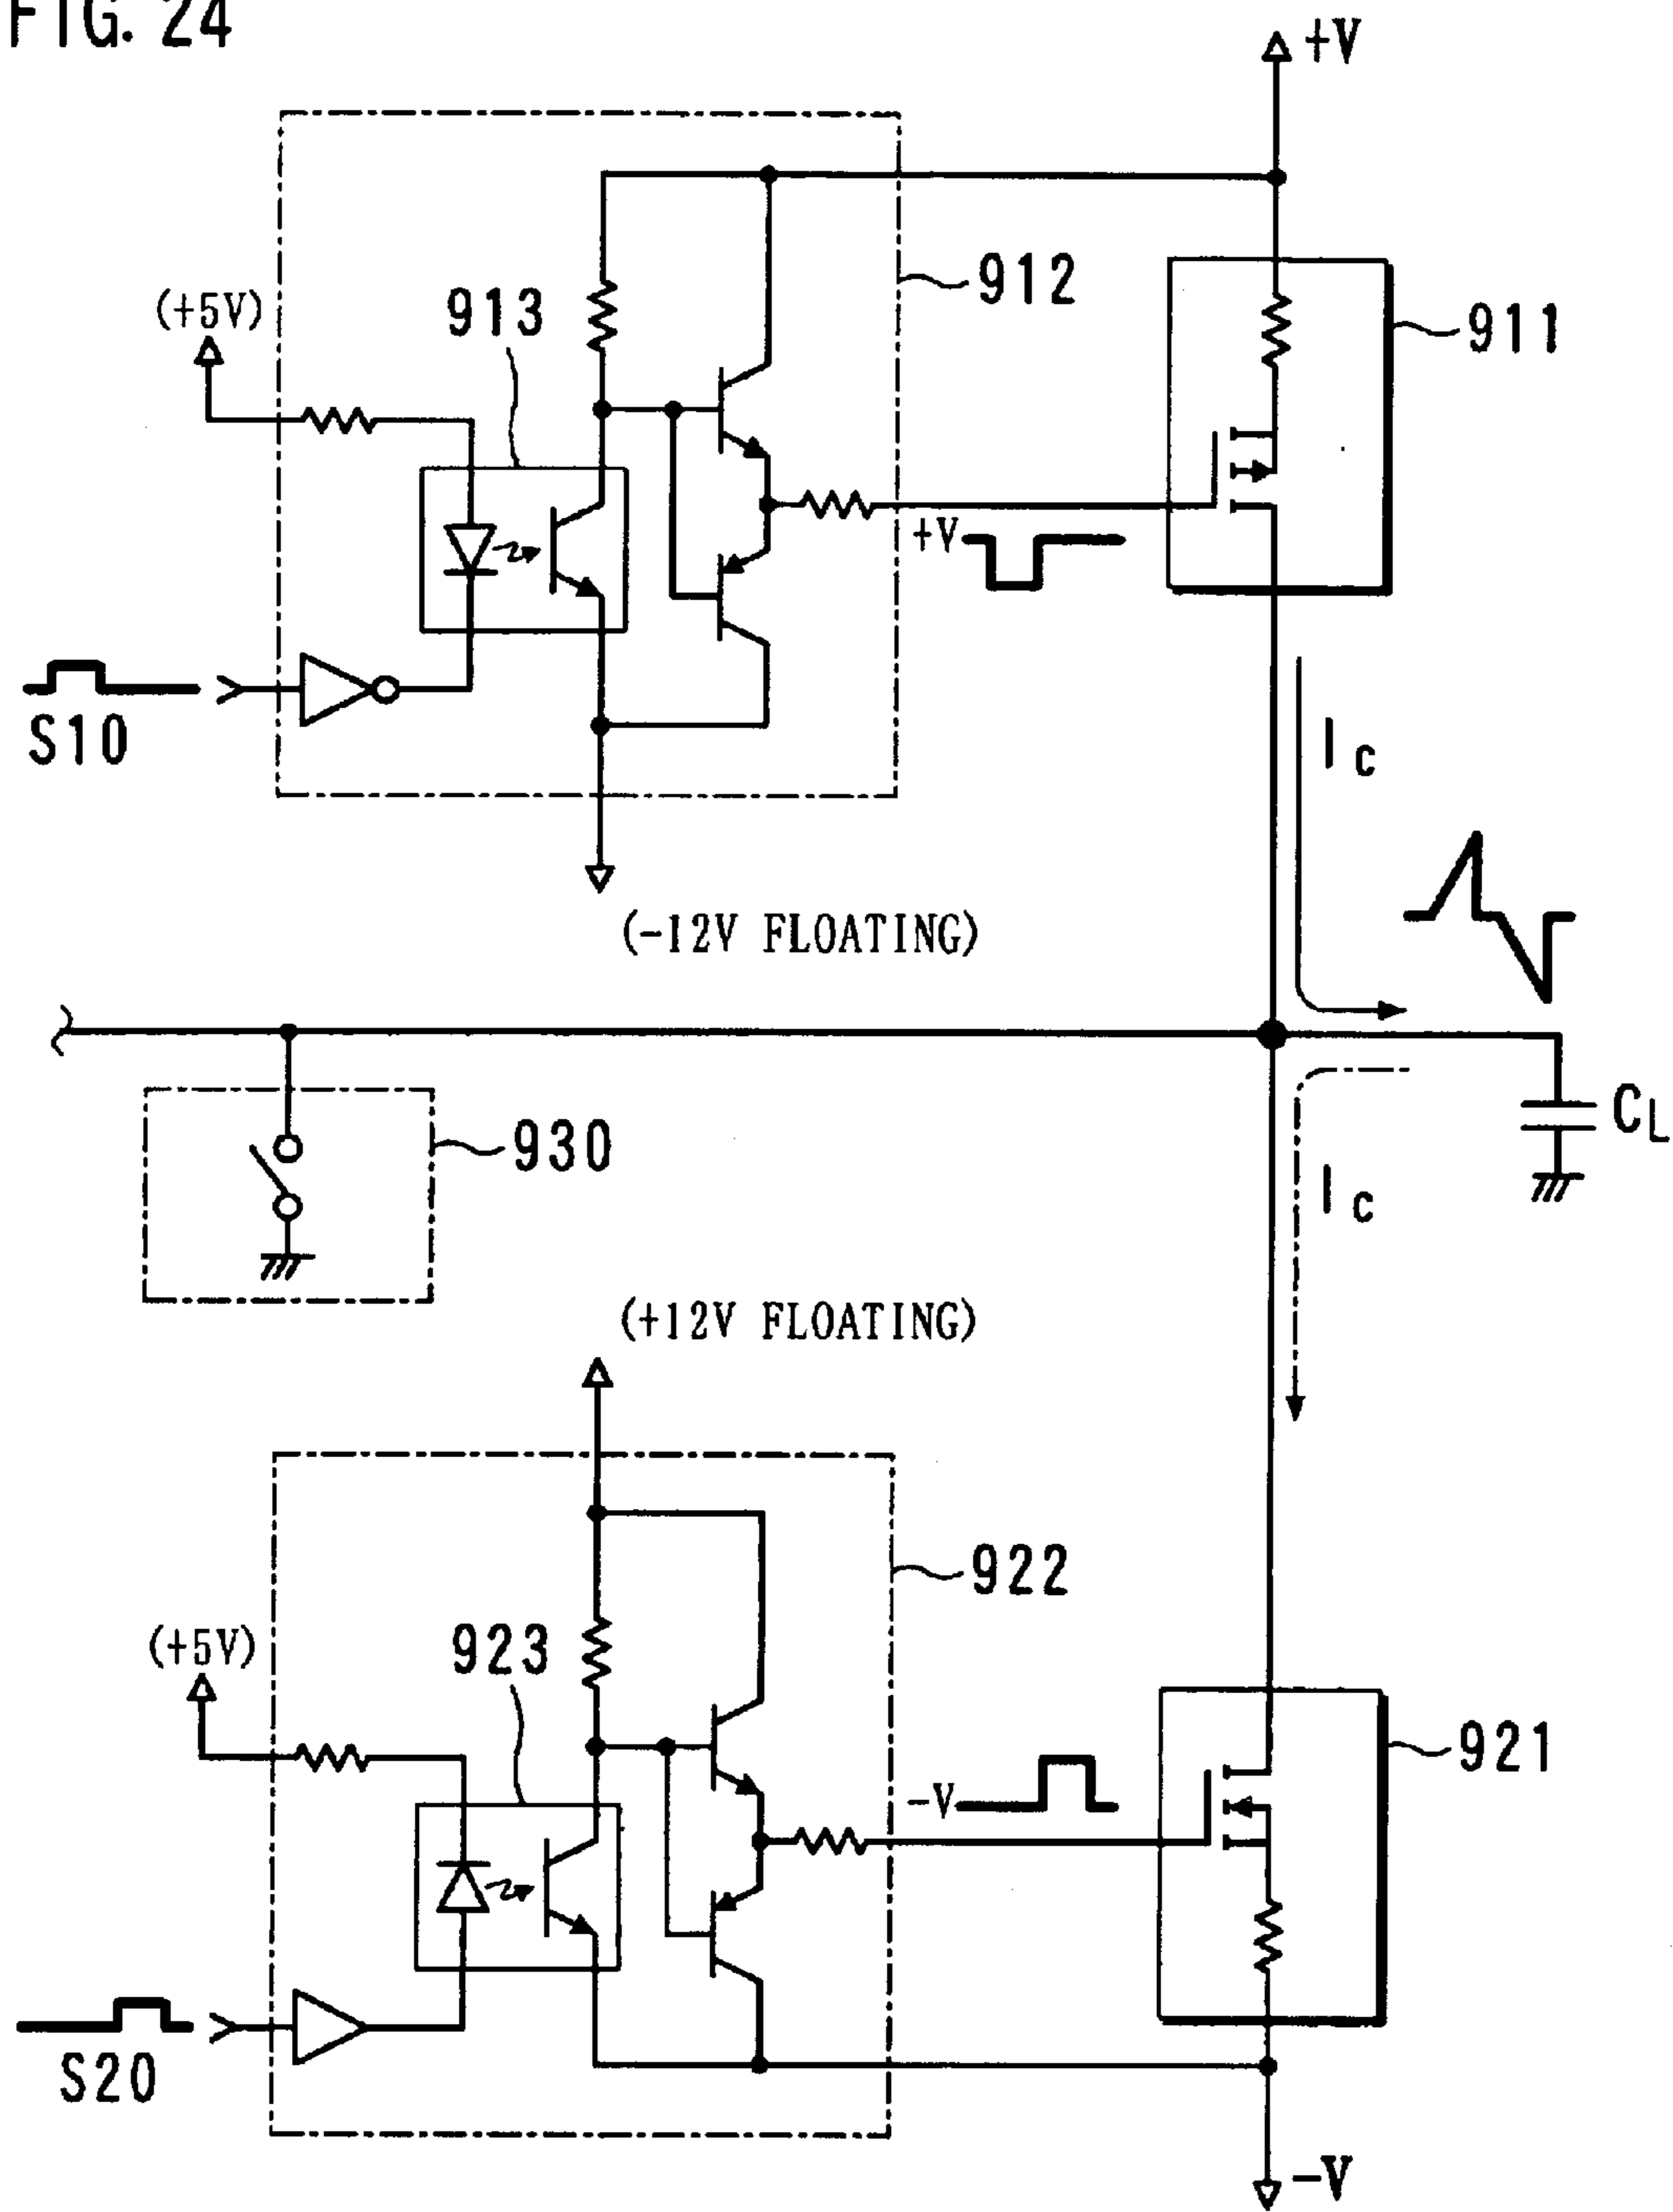 FIG. 24
+V
912
913
(+5V)
911
+V
S10
Ic
(-12V FLOATING)
CL
930
Ic
(+12V FLOATING)
922
(+5V)
923
921
-V
S20
-V